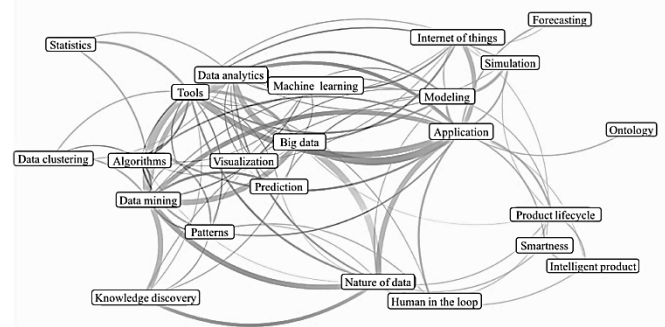 Forecasting
Internet of things
Statistics
Simulation
Data analytics
Machine learning
Tools
Modeling
Application
Ontology
Big data
Data clustering
Algorithms
Visualization
Prediction
Data mining
Product lifecycle
Patterns
Smartness
Intelligent product
Nature of data
Knowledge discovery
Human in the loop